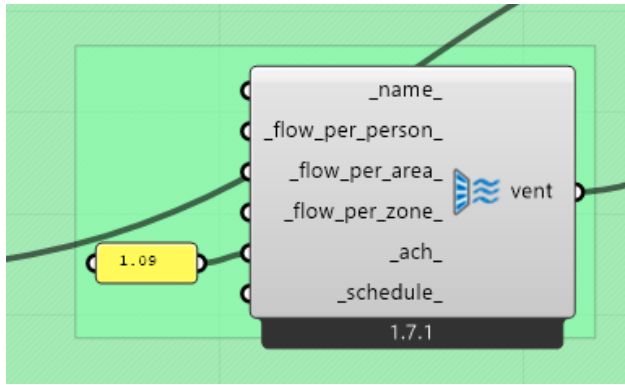 _name_
_flow_per_person_
_flow_per_area_
_flow_per_zone_
vent
1.09
_ach_
_schedule_
1.7.1